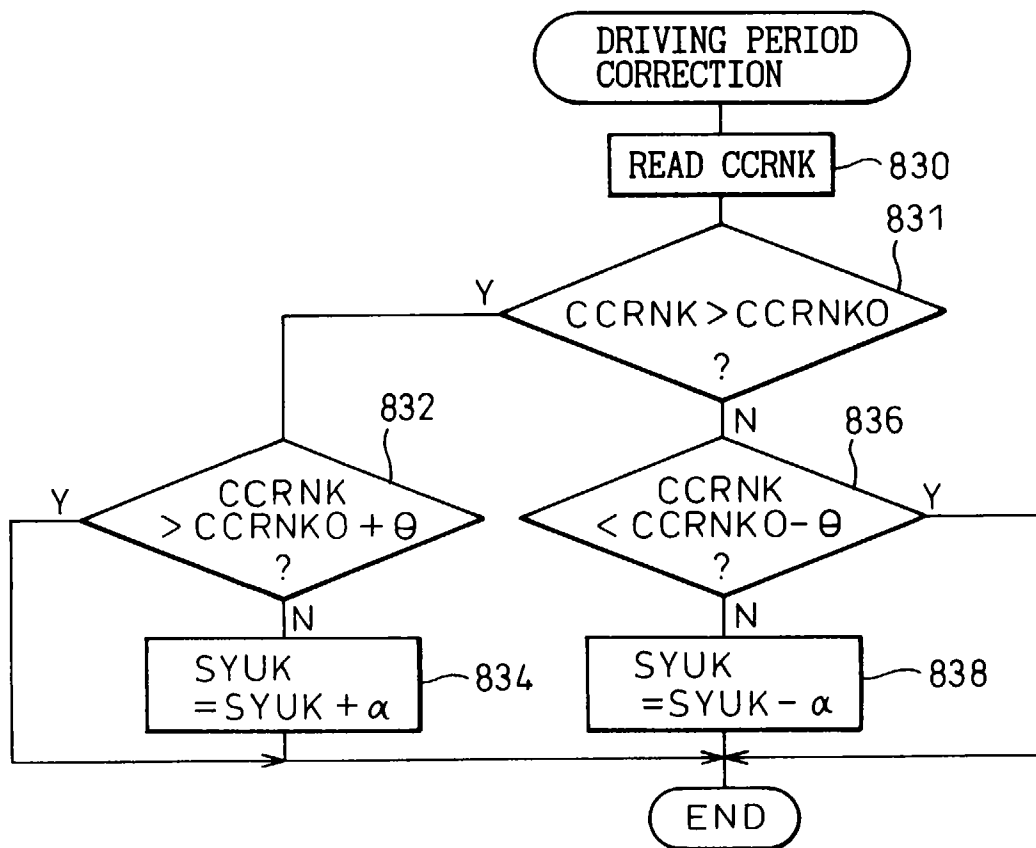 DRIVING PERIOD
CORRECTION
READ CCRNK
830
831
Y
CCRNK > CCRNKO
?
N
832
836
Y
CCRNK
> CCRNKO + θ
?
CCRNK
< CCRNKO - θ
?
Y
N
N
SYUK
= SYUK + α
834
SYUK
= SYUK - α
838
END